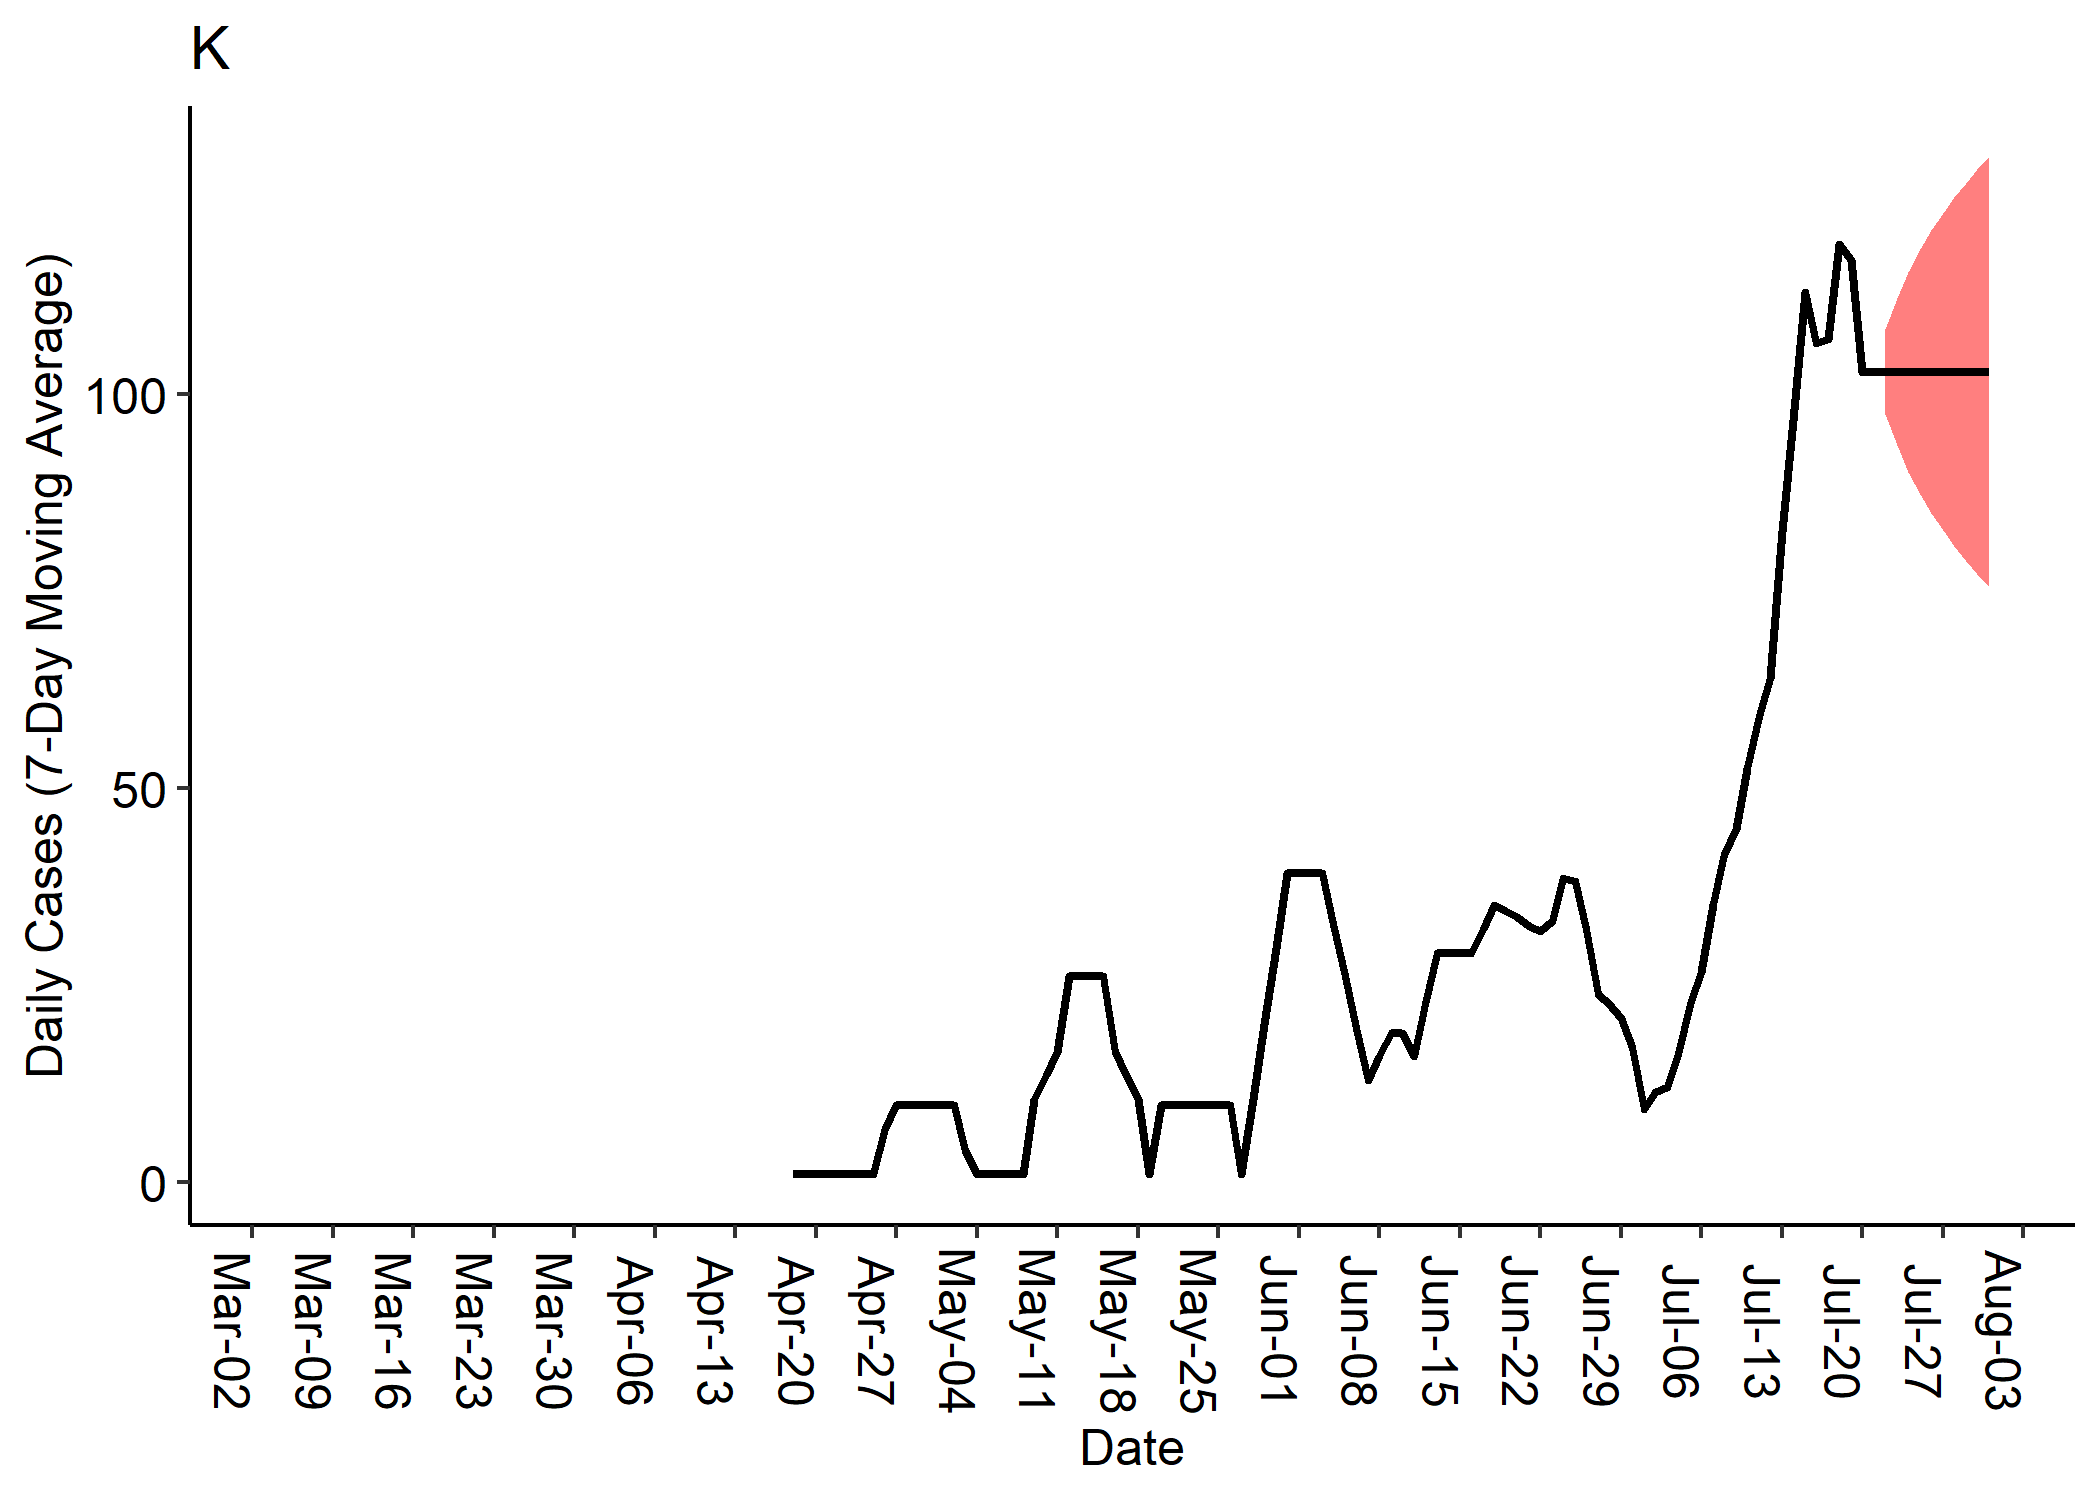 K
Daily Cases (7-Day Moving Average)
100
50
0
Mar-02
Mar-09
Mar-16
Mar-23
Mar-30
Apr-06
Apr-13
Apr-20
Apr-27
May-04
May-11
May-18
May-25
Jun-01
Jun-08
Jun-15
Jun-22
Jun-29
Jul-06
Jul-13
Jul-20
Jul-27
Aug-03
Date